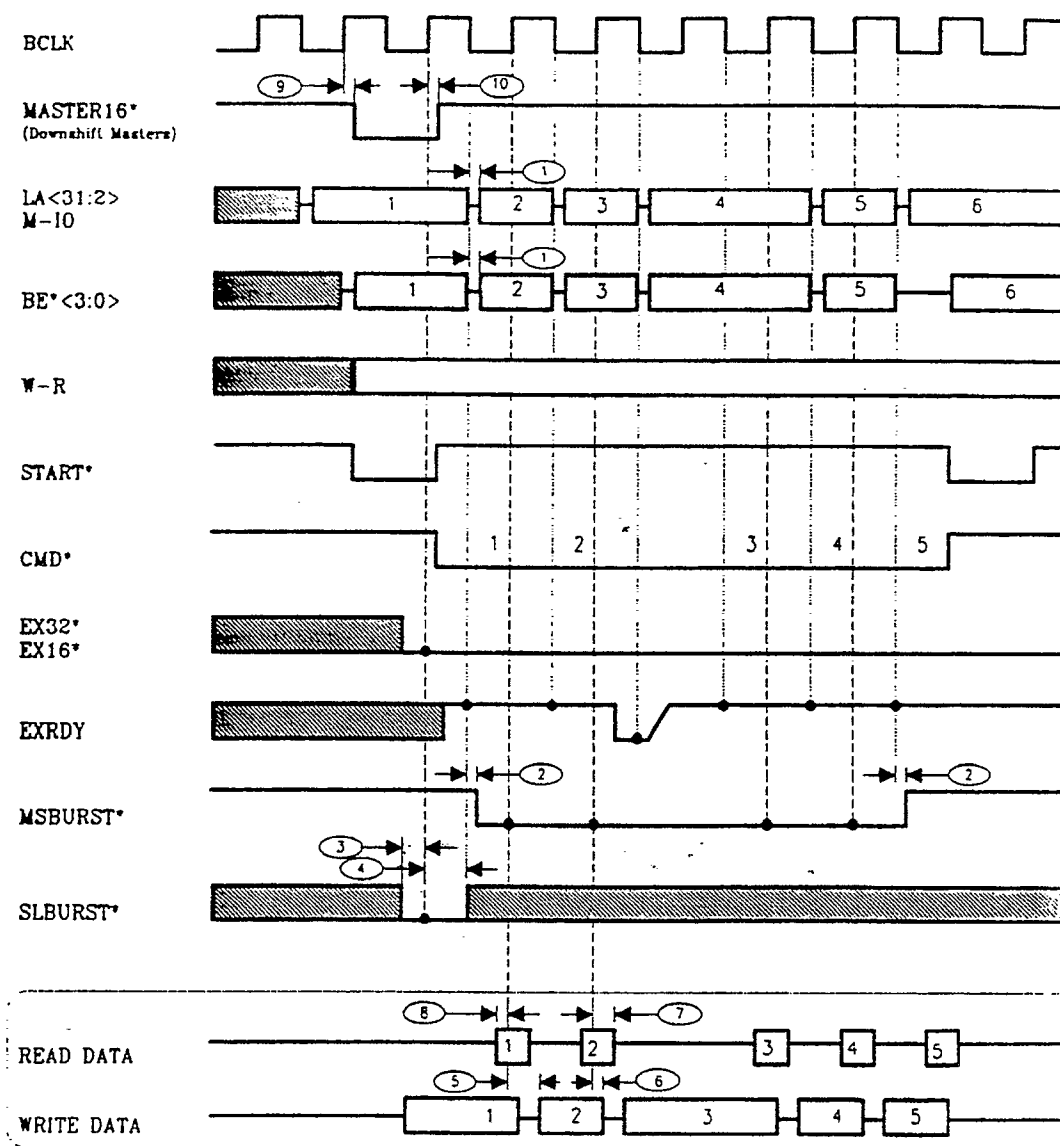 BCLK
9 10
MASTER16*
(Downshift Masters)
1
LA<31:2>
M-IO
1 2 3 4 5 6
1
BE*<3:0>
1 2 3 4 5 6
W-R
START*
CMD*
1 2 3 4 5
EX32*
EX16*
EXRDY
2 2
MSBURST*
3
4
SLBURST*
8 7
READ DATA
1 2 3 4 5
5 6
WRITE DATA
1 2 3 4 5